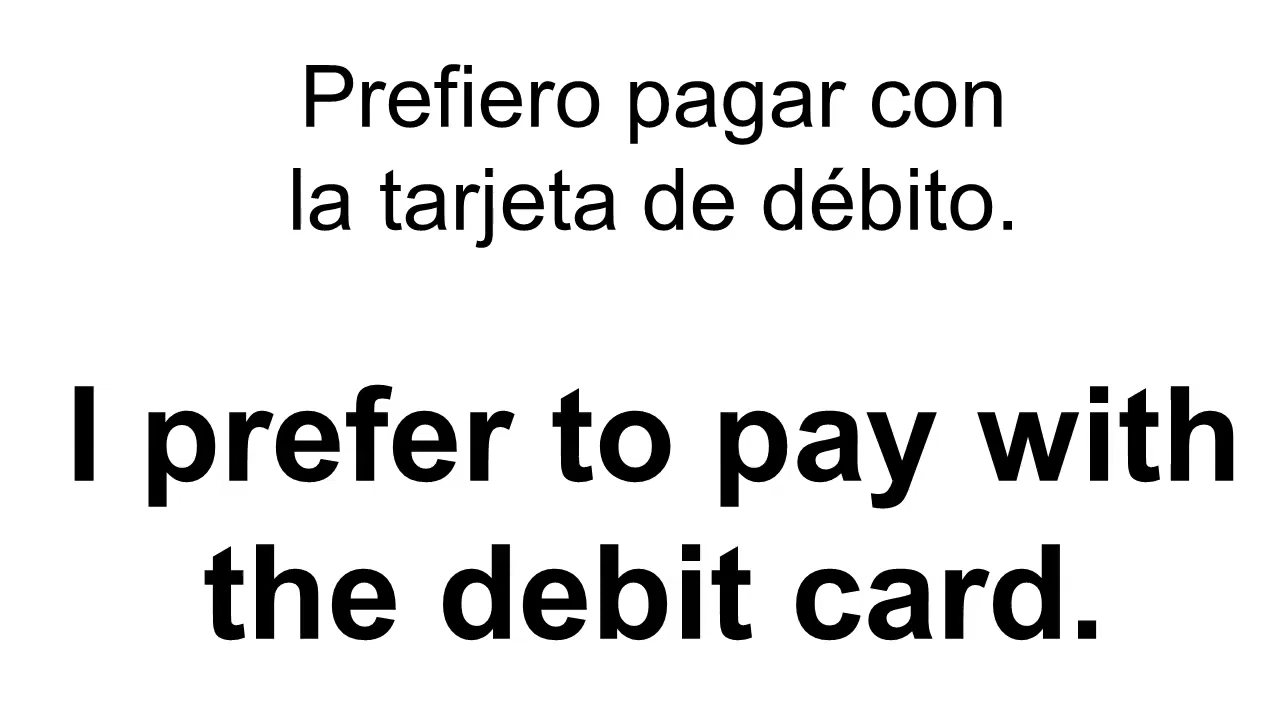 Prefiero pagar con
la tarjeta de débito.
I prefer to pay with
the debit card.